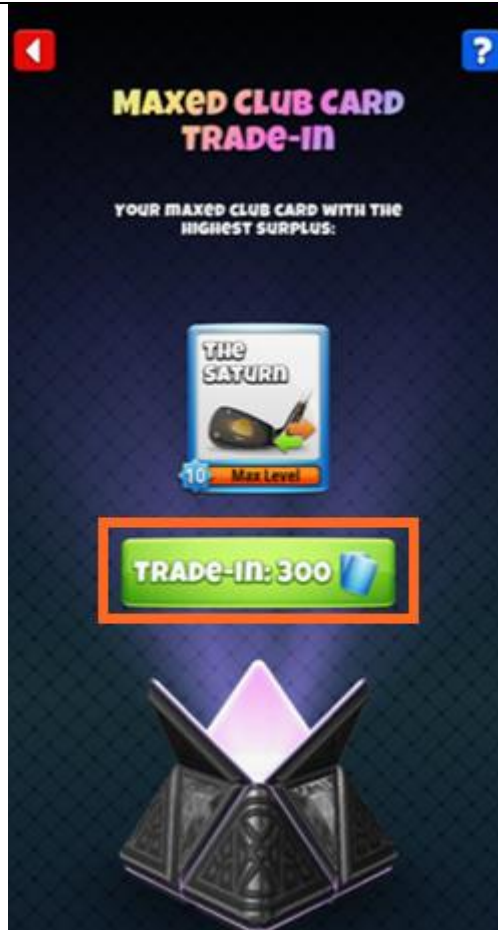 ?
MAXED CLUB CARD
TRADE-IN
YOUR MAXED CLUB CARD WITH THE
HIGHEST SURPLUS:
THE
SATURN
10 Max Level
TRADE-IN: 300